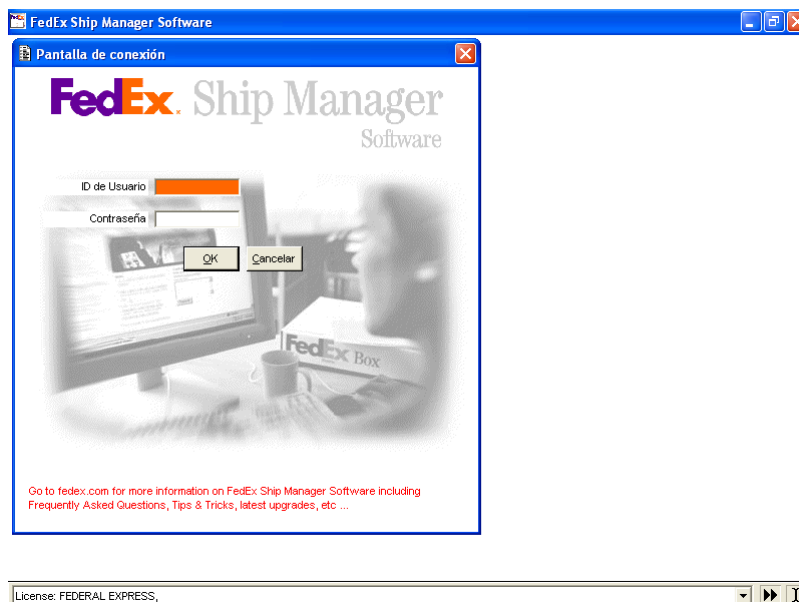 FedEx Ship Manager Software
Pantalla de conexión
FedEx. Ship Manager
Software
ID de Usuario
Contraseña
OK Cancelar
FedEx Box
Go to fedex.com for more information on FedEx Ship Manager Software including
Frequently Asked Questions, Tips & Tricks, latest upgrades, etc ...
License: FEDERAL EXPRESS,